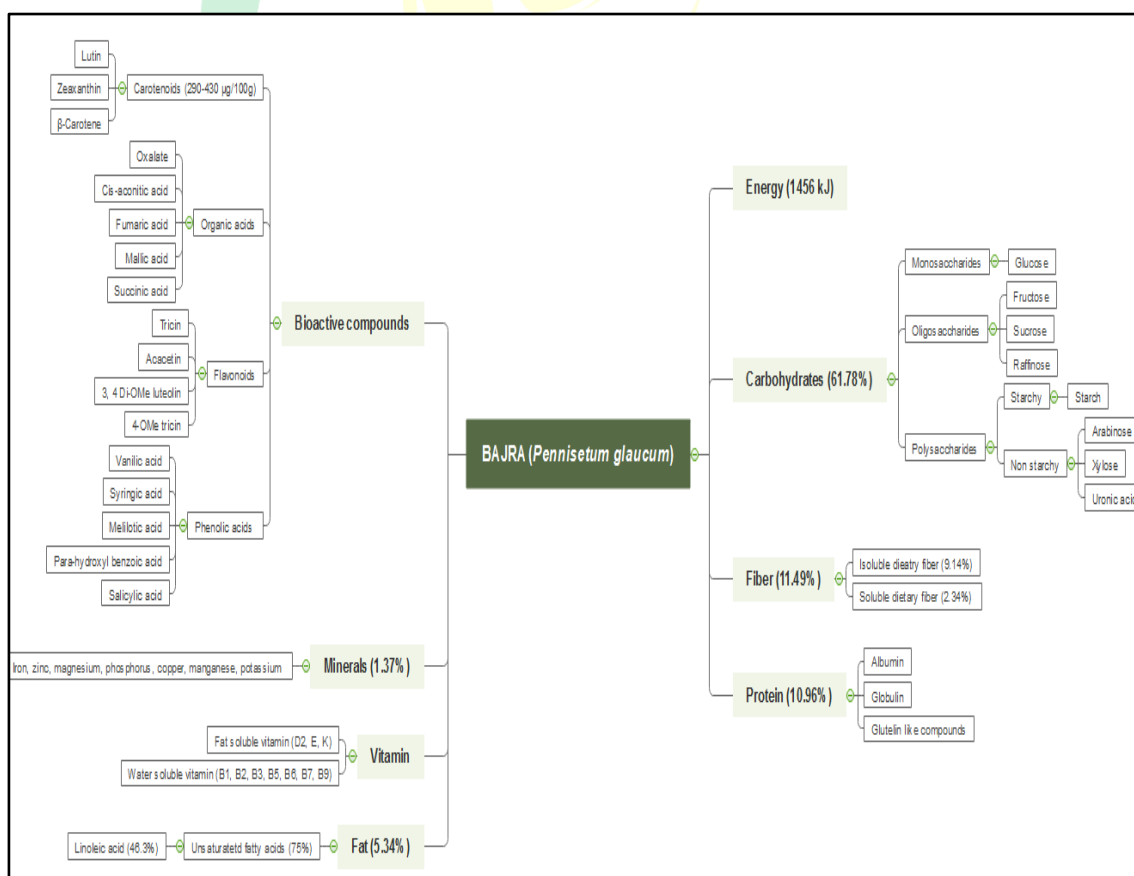 Lutin
Zeaxanthin
β-Carotene
Carotenoids (290-430 µg/100g)
Oxalate
Cis-aconitic acid
Fumaric acid
Mallic acid
Succinic acid
Organic acids
Tricin
Acacetin
3, 4 Di-OMe luteolin
4-OMe tricin
Flavonoids
Vanilic acid
Syringic acid
Melilotic acid
Para-hydroxyl benzoic acid
Salicylic acid
Phenolic acids
Bioactive compounds
Iron, zinc, magnesium, phosphorus, copper, manganese, potassium
Minerals (1.37%)
Fat soluble vitamin (D2, E, K)
Water soluble vitamin (B1, B2, B3, B5, B6, B7, B9)
Vitamin
Linoleic acid (46.3%)
Unsaturatetd fatty acids (75%)
Fat (5.34%)
BAJRA (Pennisetum glaucum)
Energy (1456 kJ)
Carbohydrates (61.78%)
Monosaccharides
Glucose
Oligosaccharides
Fructose
Sucrose
Raffinose
Polysaccharides
Starchy
Starch
Non starchy
Arabinose
Xylose
Uronic acid
Fiber (11.49%)
Isoluble dieatry fiber (9.14%)
Soluble dietary fiber (2.34%)
Protein (10.96%)
Albumin
Globulin
Glutelin like compounds